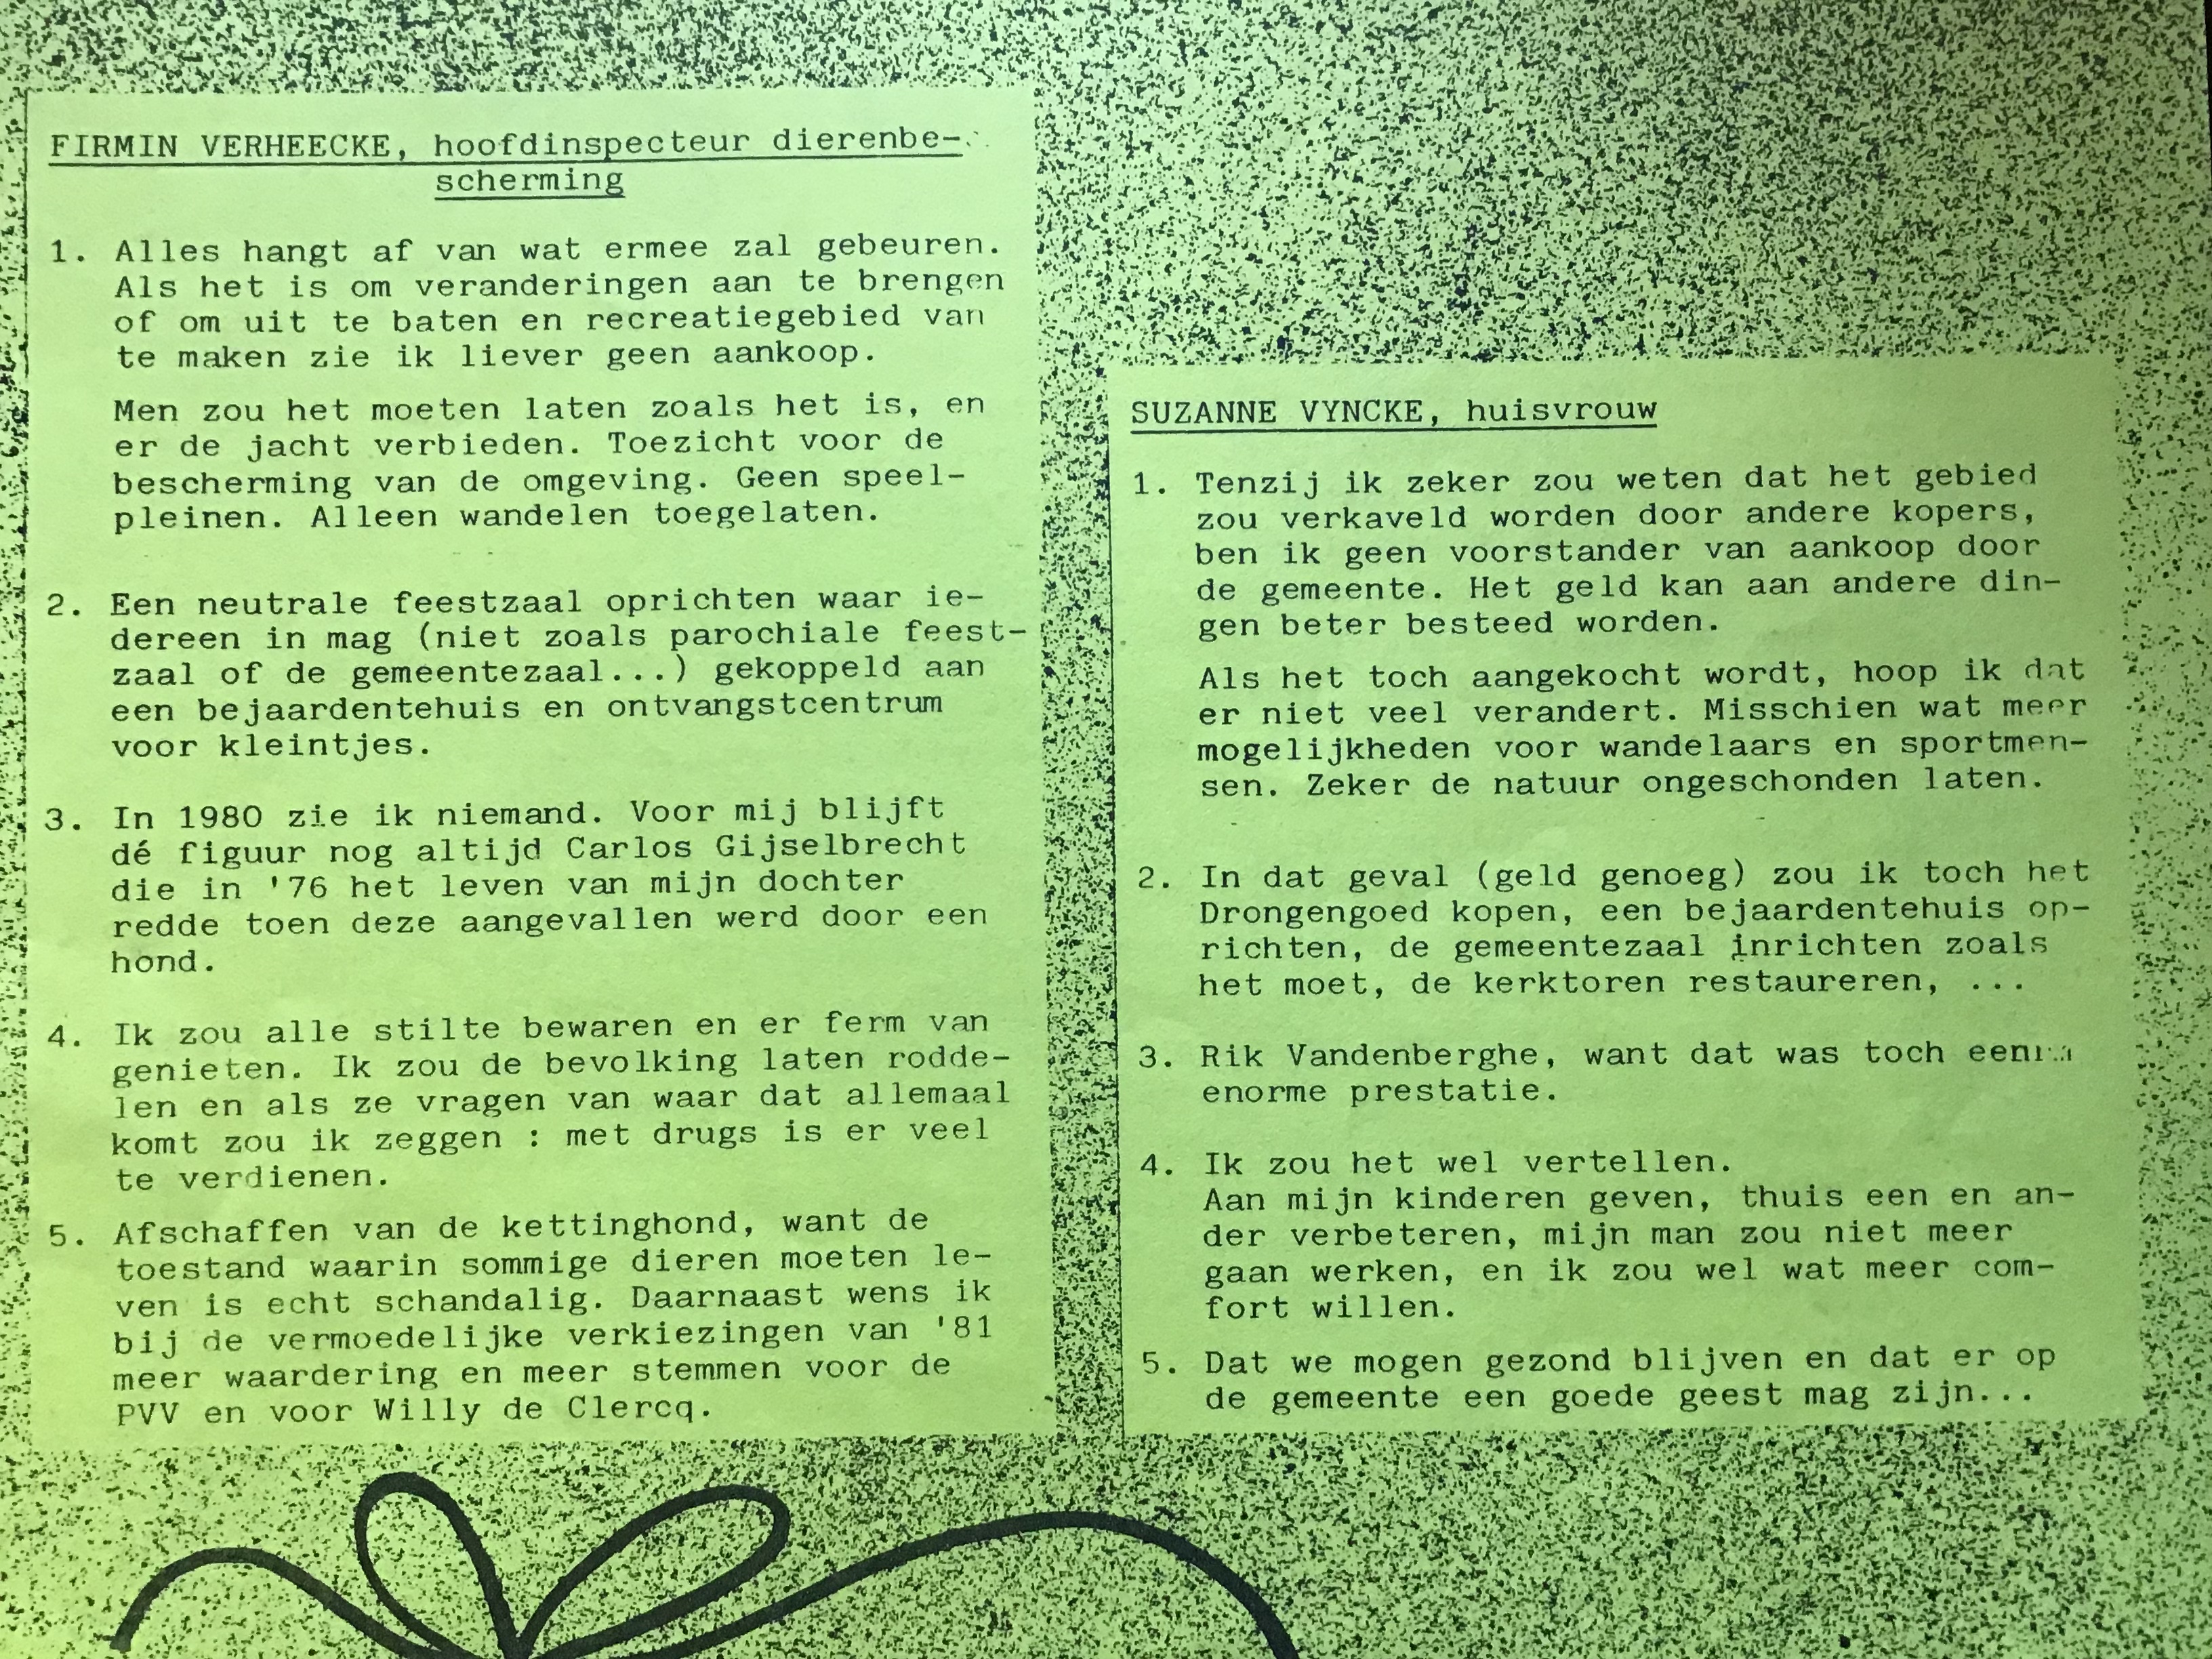 FIRMIN VERHEECKE, hoofdinspecteur dierenbe-
scherming
1. Alles hangt af van wat ermee zal gebeuren.
Als het is om veranderingen aan te brengen
of om uit te baten en recreatiegebied van
te maken zie ik liever geen aankoop.
Men zou het moeten laten zoals het is, en
er de jacht verbieden. Toezicht voor de
bescherming van de omgeving. Geen speel-
pleinen. Alleen wandelen toegelaten.
2. Een neutrale feestzaal oprichten waar ie-
dereen in mag (niet zoals parochiale feest-
zaal of de gemeentezaal...) gekoppeld aan
een bejaardentehuis en ontvangstcentrum
voor kleintjes.
3. In 1980 zie ik niemand. Voor mij blijft
dé figuur nog altijd Carlos Gijselbrecht
die in '76 het leven van mijn dochter
redde toen deze aangevallen werd door een
hond.
4. Ik zou alle stilte bewaren en er ferm van
genieten. Ik zou de bevolking laten rodde-
len en als ze vragen van waar dat allemaal
komt zou ik zeggen : met drugs is er veel
te verdienen.
5. Afschaffen van de kettinghond, want de
toestand waarin sommige dieren moeten le-
ven is echt schandalig. Daarnaast wens ik
bij de vermoedelijke verkiezingen van '81
meer waardering en meer stemmen voor de
PVV en voor Willy de Clercq.
SUZANNE VYNCKE, huisvrouw
1. Tenzij ik zeker zou weten dat het gebied
zou verkaveld worden door andere kopers,
ben ik geen voorstander van aankoop door
de gemeente. Het geld kan aan andere din-
gen beter besteed worden.
Als het toch aangekocht wordt, hoop ik dat
er niet veel verandert. Misschien wat meer
mogelijkheden voor wandelaars en sportmen-
sen. Zeker de natuur ongeschonden laten.
2. In dat geval (geld genoeg) zou ik toch het
Drongengoed kopen, een bejaardentehuis op-
richten, de gemeentezaal inrichten zoals
het moet, de kerktoren restaureren, ...
3. Rik Vandenberghe, want dat was toch een
enorme prestatie.
4. Ik zou het wel vertellen.
Aan mijn kinderen geven, thuis een en an-
der verbeteren, mijn man zou niet meer
gaan werken, en ik zou wel wat meer com-
fort willen.
5. Dat we mogen gezond blijven en dat er op
de gemeente een goede geest mag zijn...